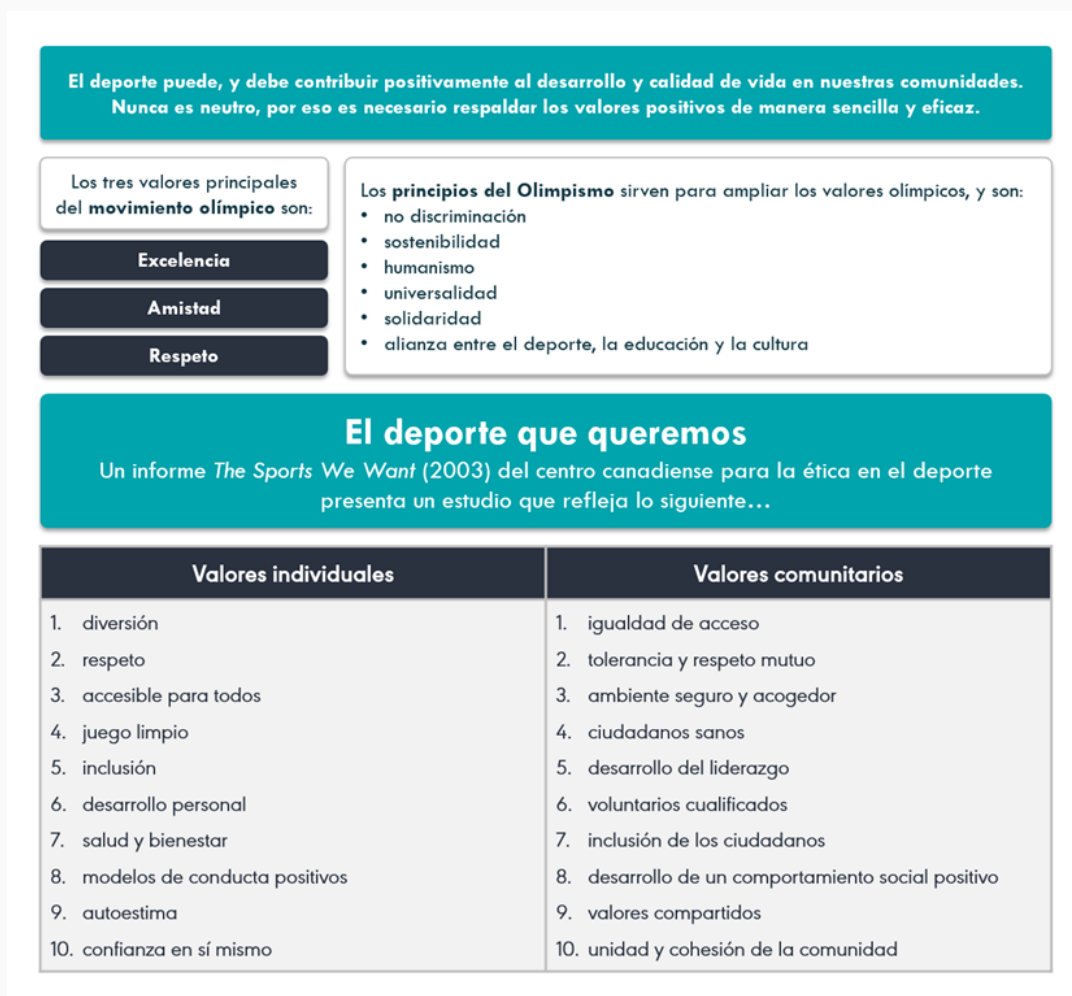 El deporte puede, y debe contribuir positivamente al desarrollo y calidad de vida en nuestras comunidades.
Nunca es neutro, por eso es necesario respaldar los valores positivos de manera sencilla y eficaz.
Los tres valores principales
del movimiento olímpico son:
Excelencia
Amistad
Respeto
Los principios del Olimpismo sirven para ampliar los valores olímpicos, y son:
• no discriminación
• sostenibilidad
• humanismo
• universalidad
• solidaridad
• alianza entre el deporte, la educación y la cultura
El deporte que queremos
Un informe The Sports We Want (2003) del centro canadiense para la ética en el deporte
presenta un estudio que refleja lo siguiente...
Valores individuales
1. diversión
2. respeto
3. accesible para todos
4. juego limpio
5. inclusión
6. desarrollo personal
7. salud y bienestar
8. modelos de conducta positivos
9. autoestima
10. confianza en sí mismo
Valores comunitarios
1. igualdad de acceso
2. tolerancia y respeto mutuo
3. ambiente seguro y acogedor
4. ciudadanos sanos
5. desarrollo del liderazgo
6. voluntarios cualificados
7. inclusión de los ciudadanos
8. desarrollo de un comportamiento social positivo
9. valores compartidos
10. unidad y cohesión de la comunidad